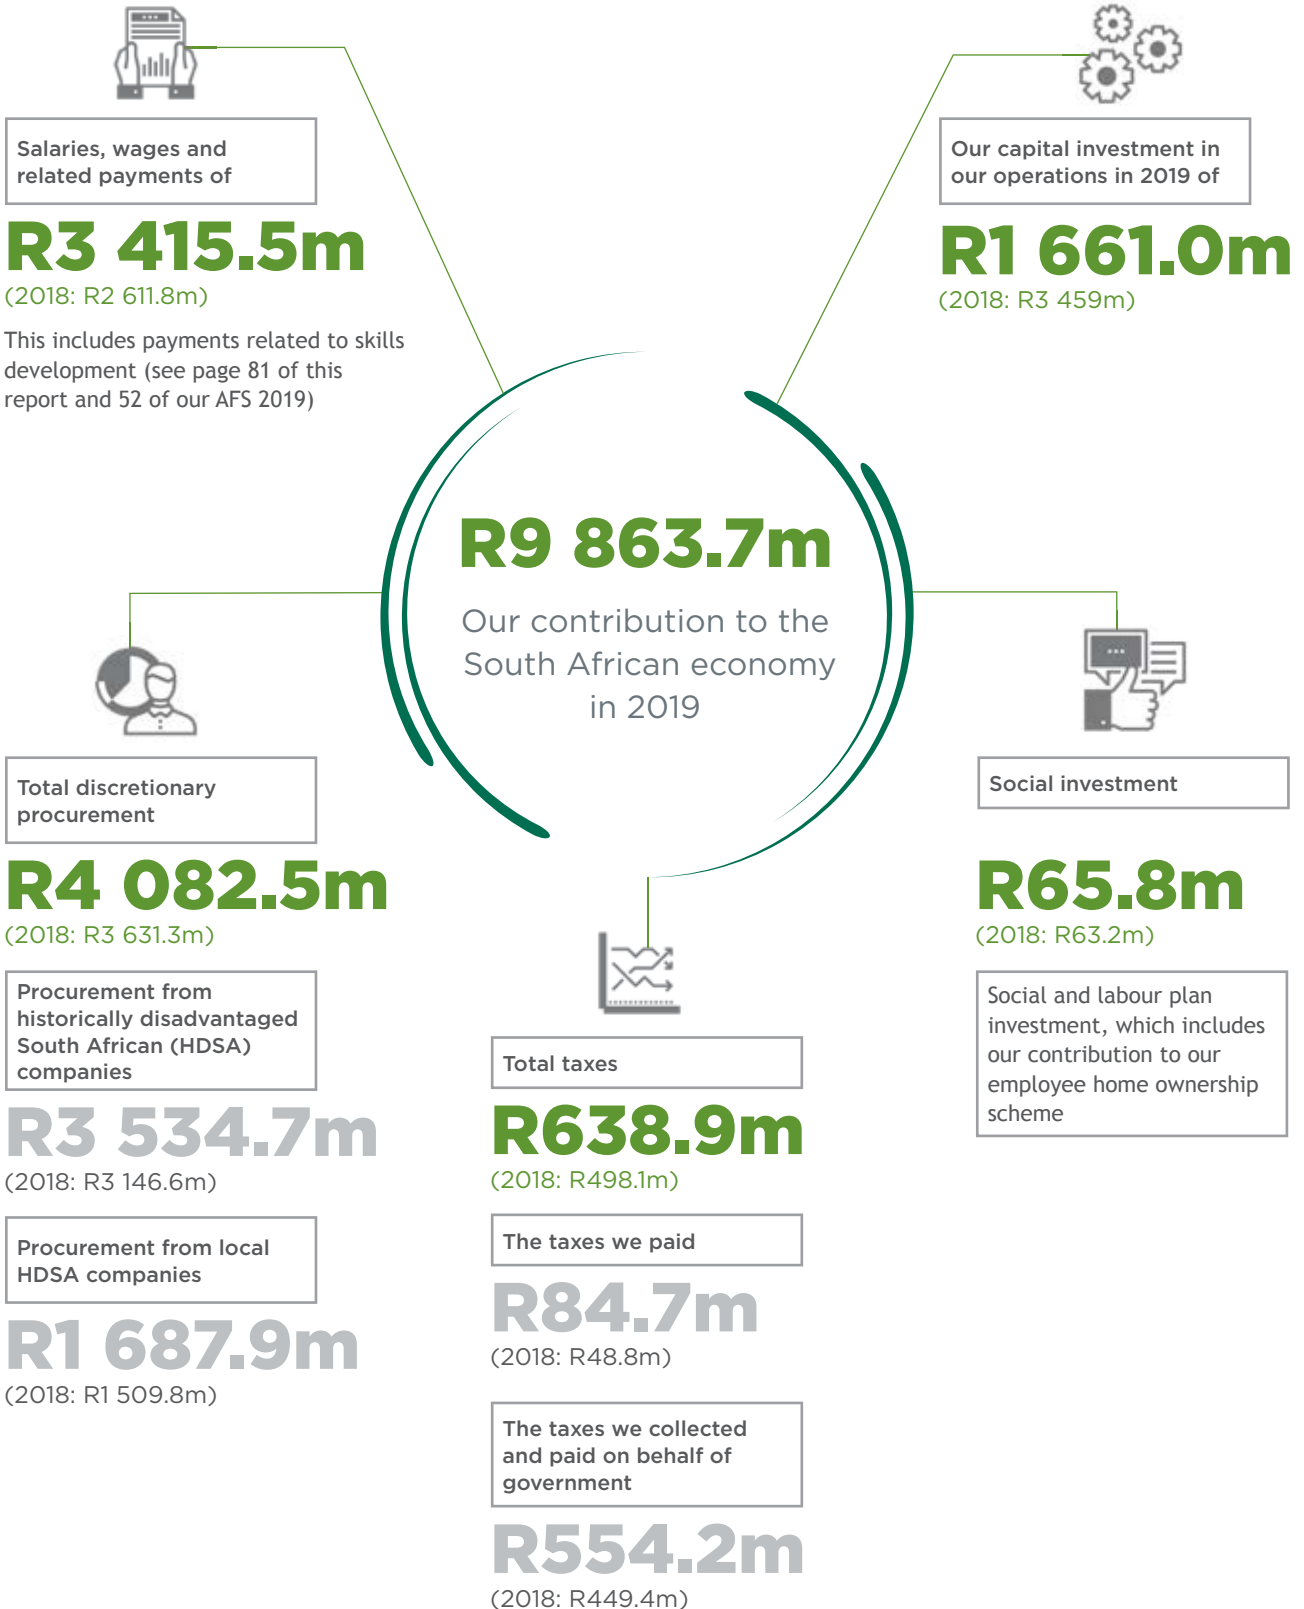 Salaries, wages and
related payments of
R3 415.5m
(2018: R2 611.8m)
This includes payments related to skills
development (see page 81 of this
report and 52 of our AFS 2019)
Our capital investment in
our operations in 2019 of
R1 661.0m
(2018: R3 459m)
R9 863.7m
Our contribution to the
South African economy
in 2019
Total discretionary
procurement
R4 082.5m
(2018: R3 631.3m)
Procurement from
historically disadvantaged
South African (HDSA)
companies
R3 534.7m
(2018: R3 146.6m)
Procurement from local
HDSA companies
R1 687.9m
(2018: R1 509.8m)
Total taxes
R638.9m
(2018: R498.1m)
The taxes we paid
R84.7m
(2018: R48.8m)
The taxes we collected
and paid on behalf of
government
R554.2m
(2018: R449.4m)
Social investment
R65.8m
(2018: R63.2m)
Social and labour plan
investment, which includes
our contribution to our
employee home ownership
scheme